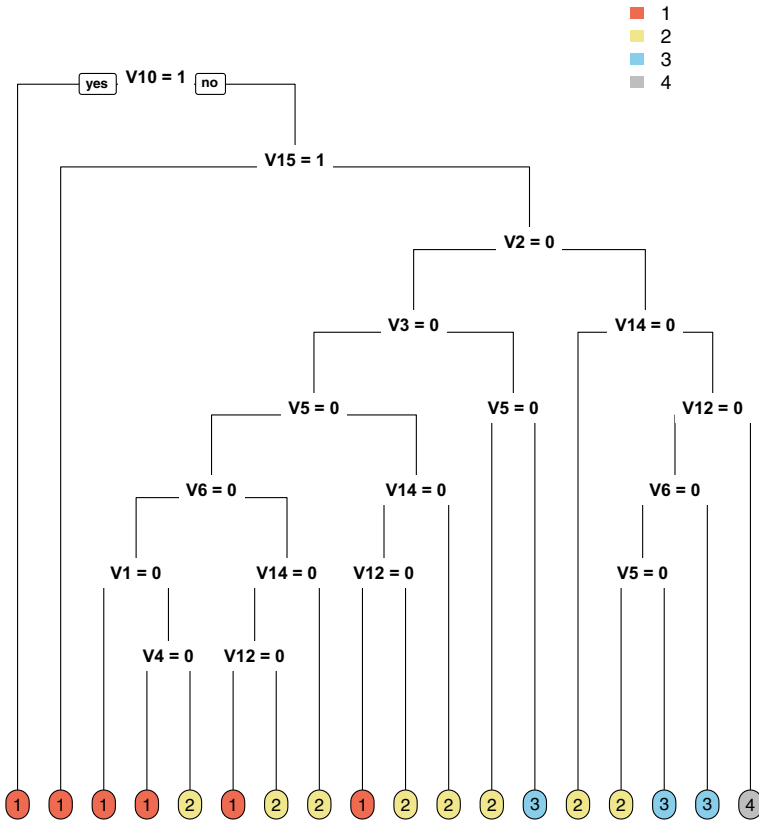 1
2
3
4
yes V10 = 1 no
V15 = 1
V2 = 0
V3 = 0 V14 = 0
V5 = 0 V5 = 0 V12 = 0
V6 = 0 V14 = 0 V6 = 0
V1 = 0 V14 = 0 V12 = 0 V5 = 0
V4 = 0 V12 = 0
1 1 1 1 2 1 2 2 1 2 2 2 3 2 2 3 3 4